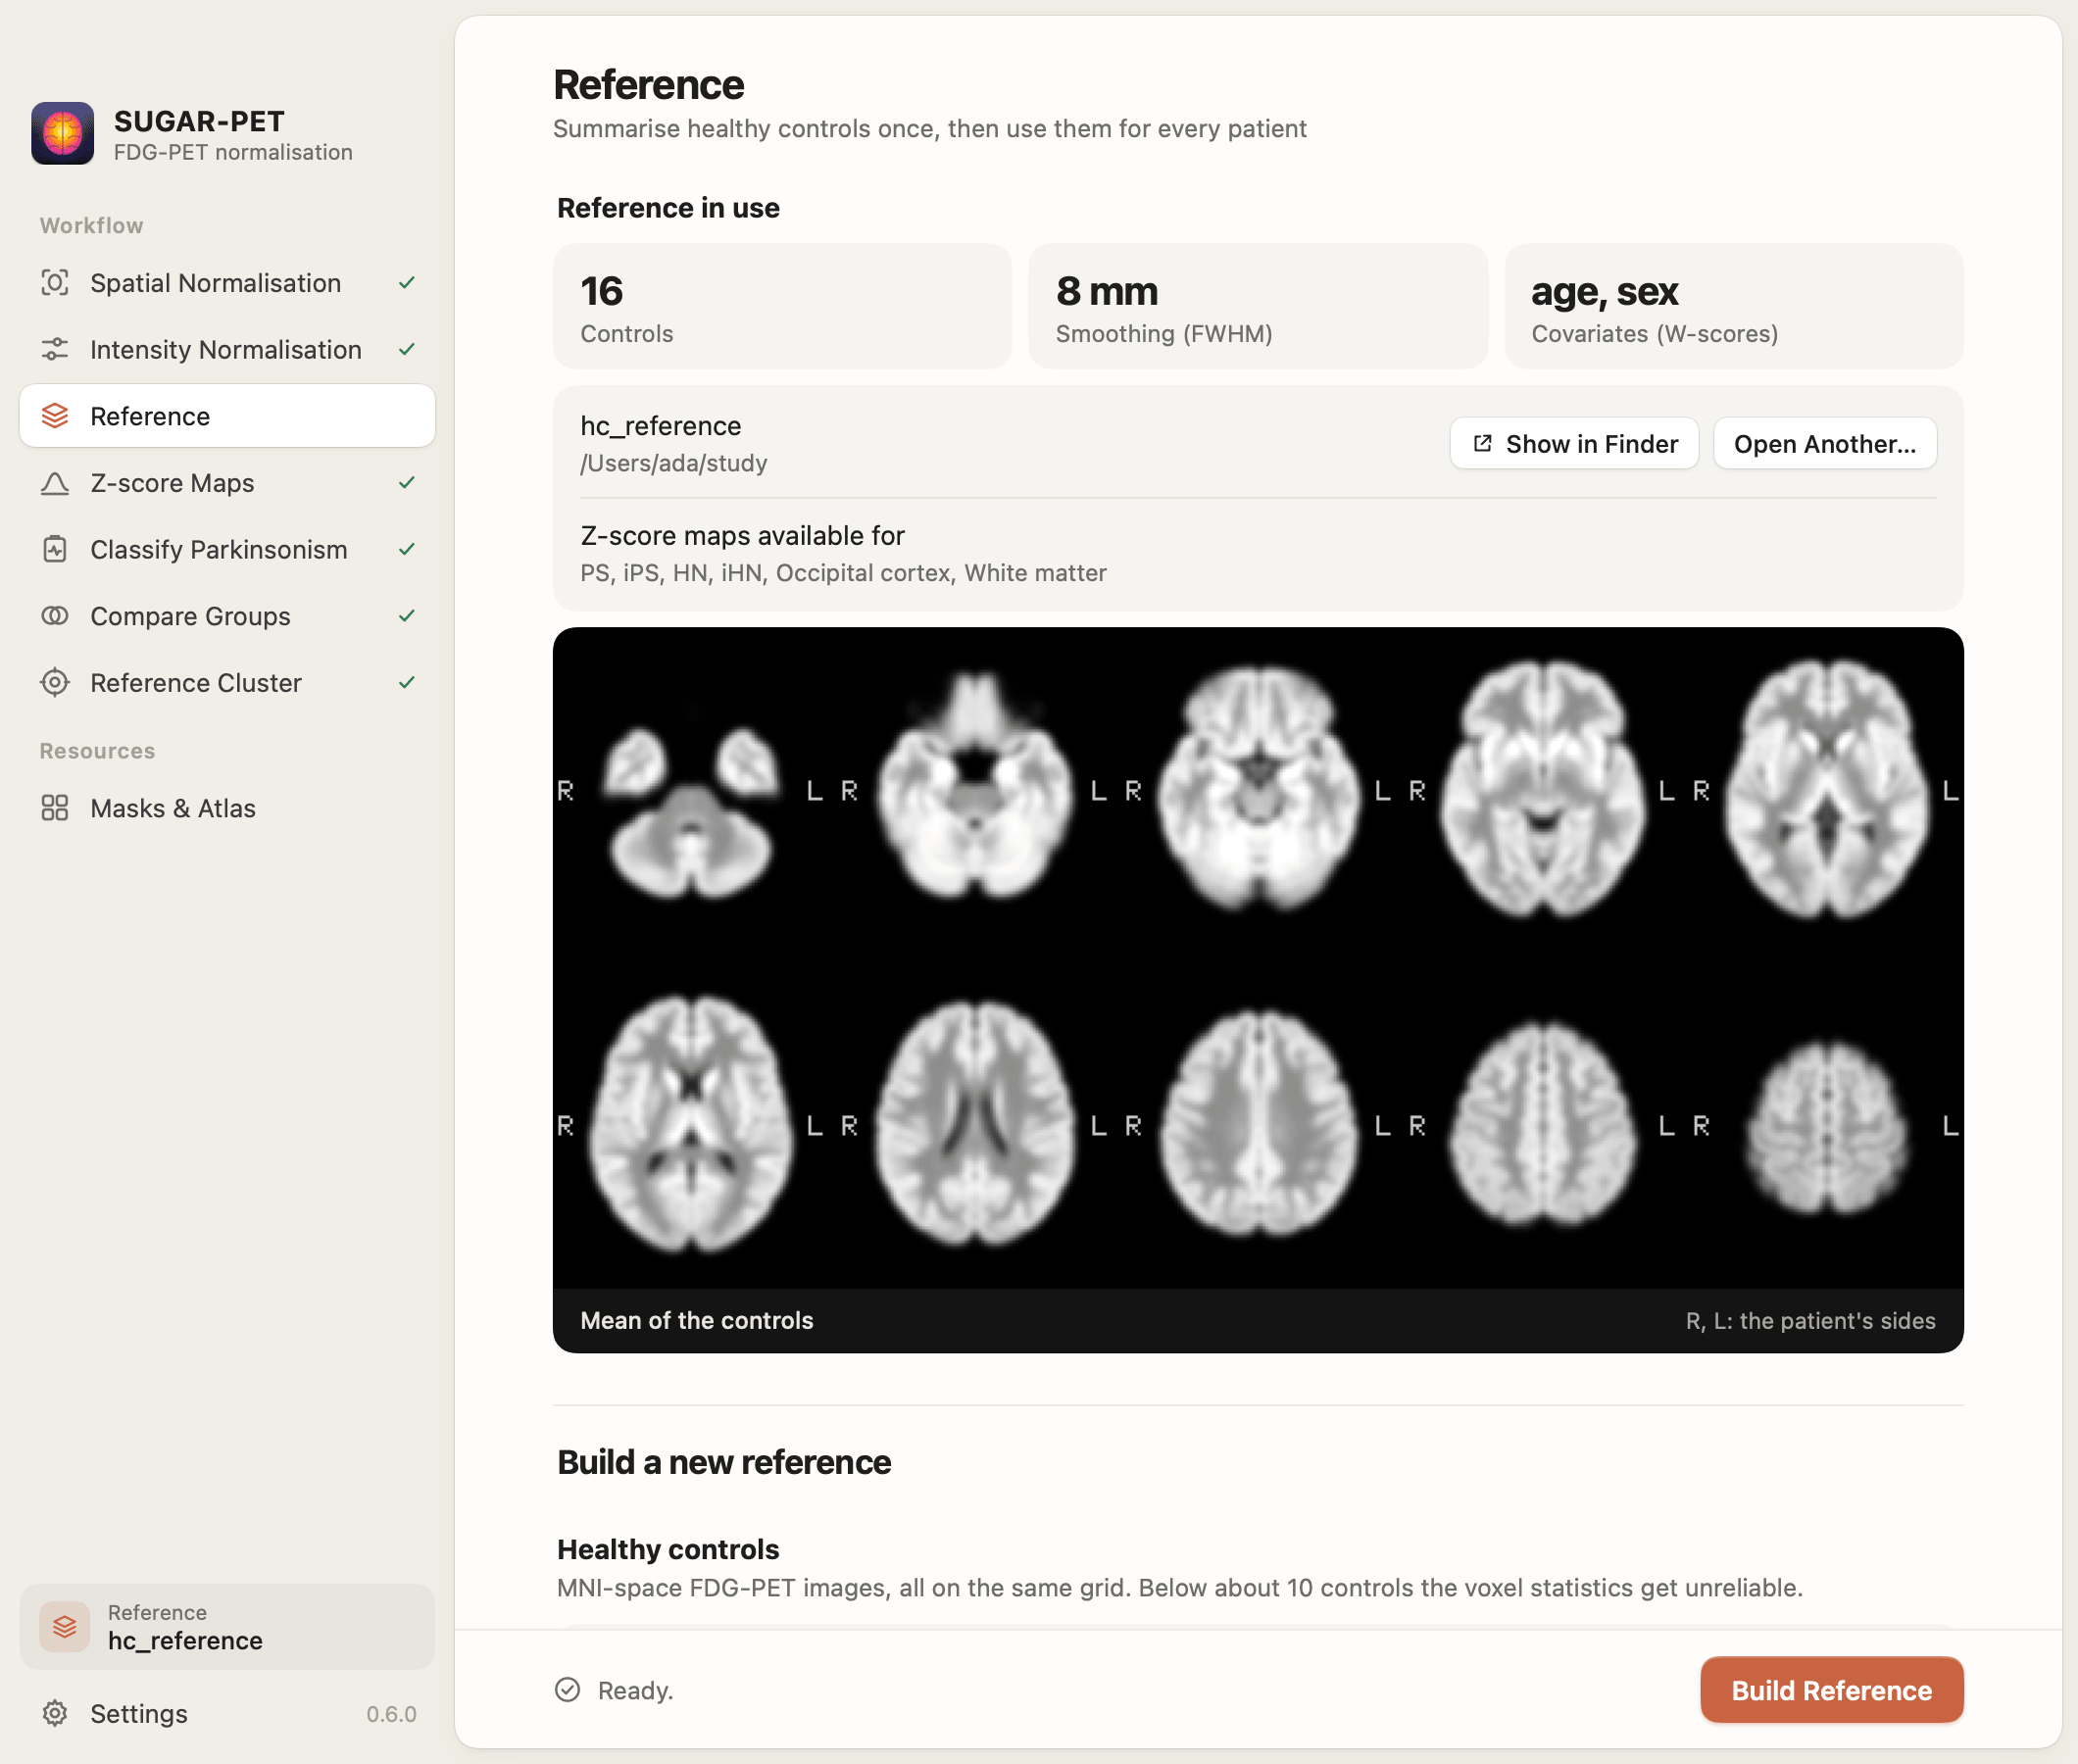 SUGAR-PET
FDG-PET normalisation
Workflow
Spatial Normalisation
Intensity Normalisation
Reference
Z-score Maps
Classify Parkinsonism
Compare Groups
Reference Cluster
Resources
Masks & Atlas
Reference
hc_reference
Settings 0.6.0
Reference
Summarise healthy controls once, then use them for every patient
Reference in use
16
Controls
8 mm
Smoothing (FWHM)
age, sex
Covariates (W-scores)
hc_reference
/Users/ada/study
Show in Finder
Open Another...
Z-score maps available for
PS, iPS, HN, iHN, Occipital cortex, White matter
R L R L R L R L R L
R L R L R L R L R L
Mean of the controls
R, L: the patient's sides
Build a new reference
Healthy controls
MNI-space FDG-PET images, all on the same grid. Below about 10 controls the voxel statistics get unreliable.
Ready.
Build Reference